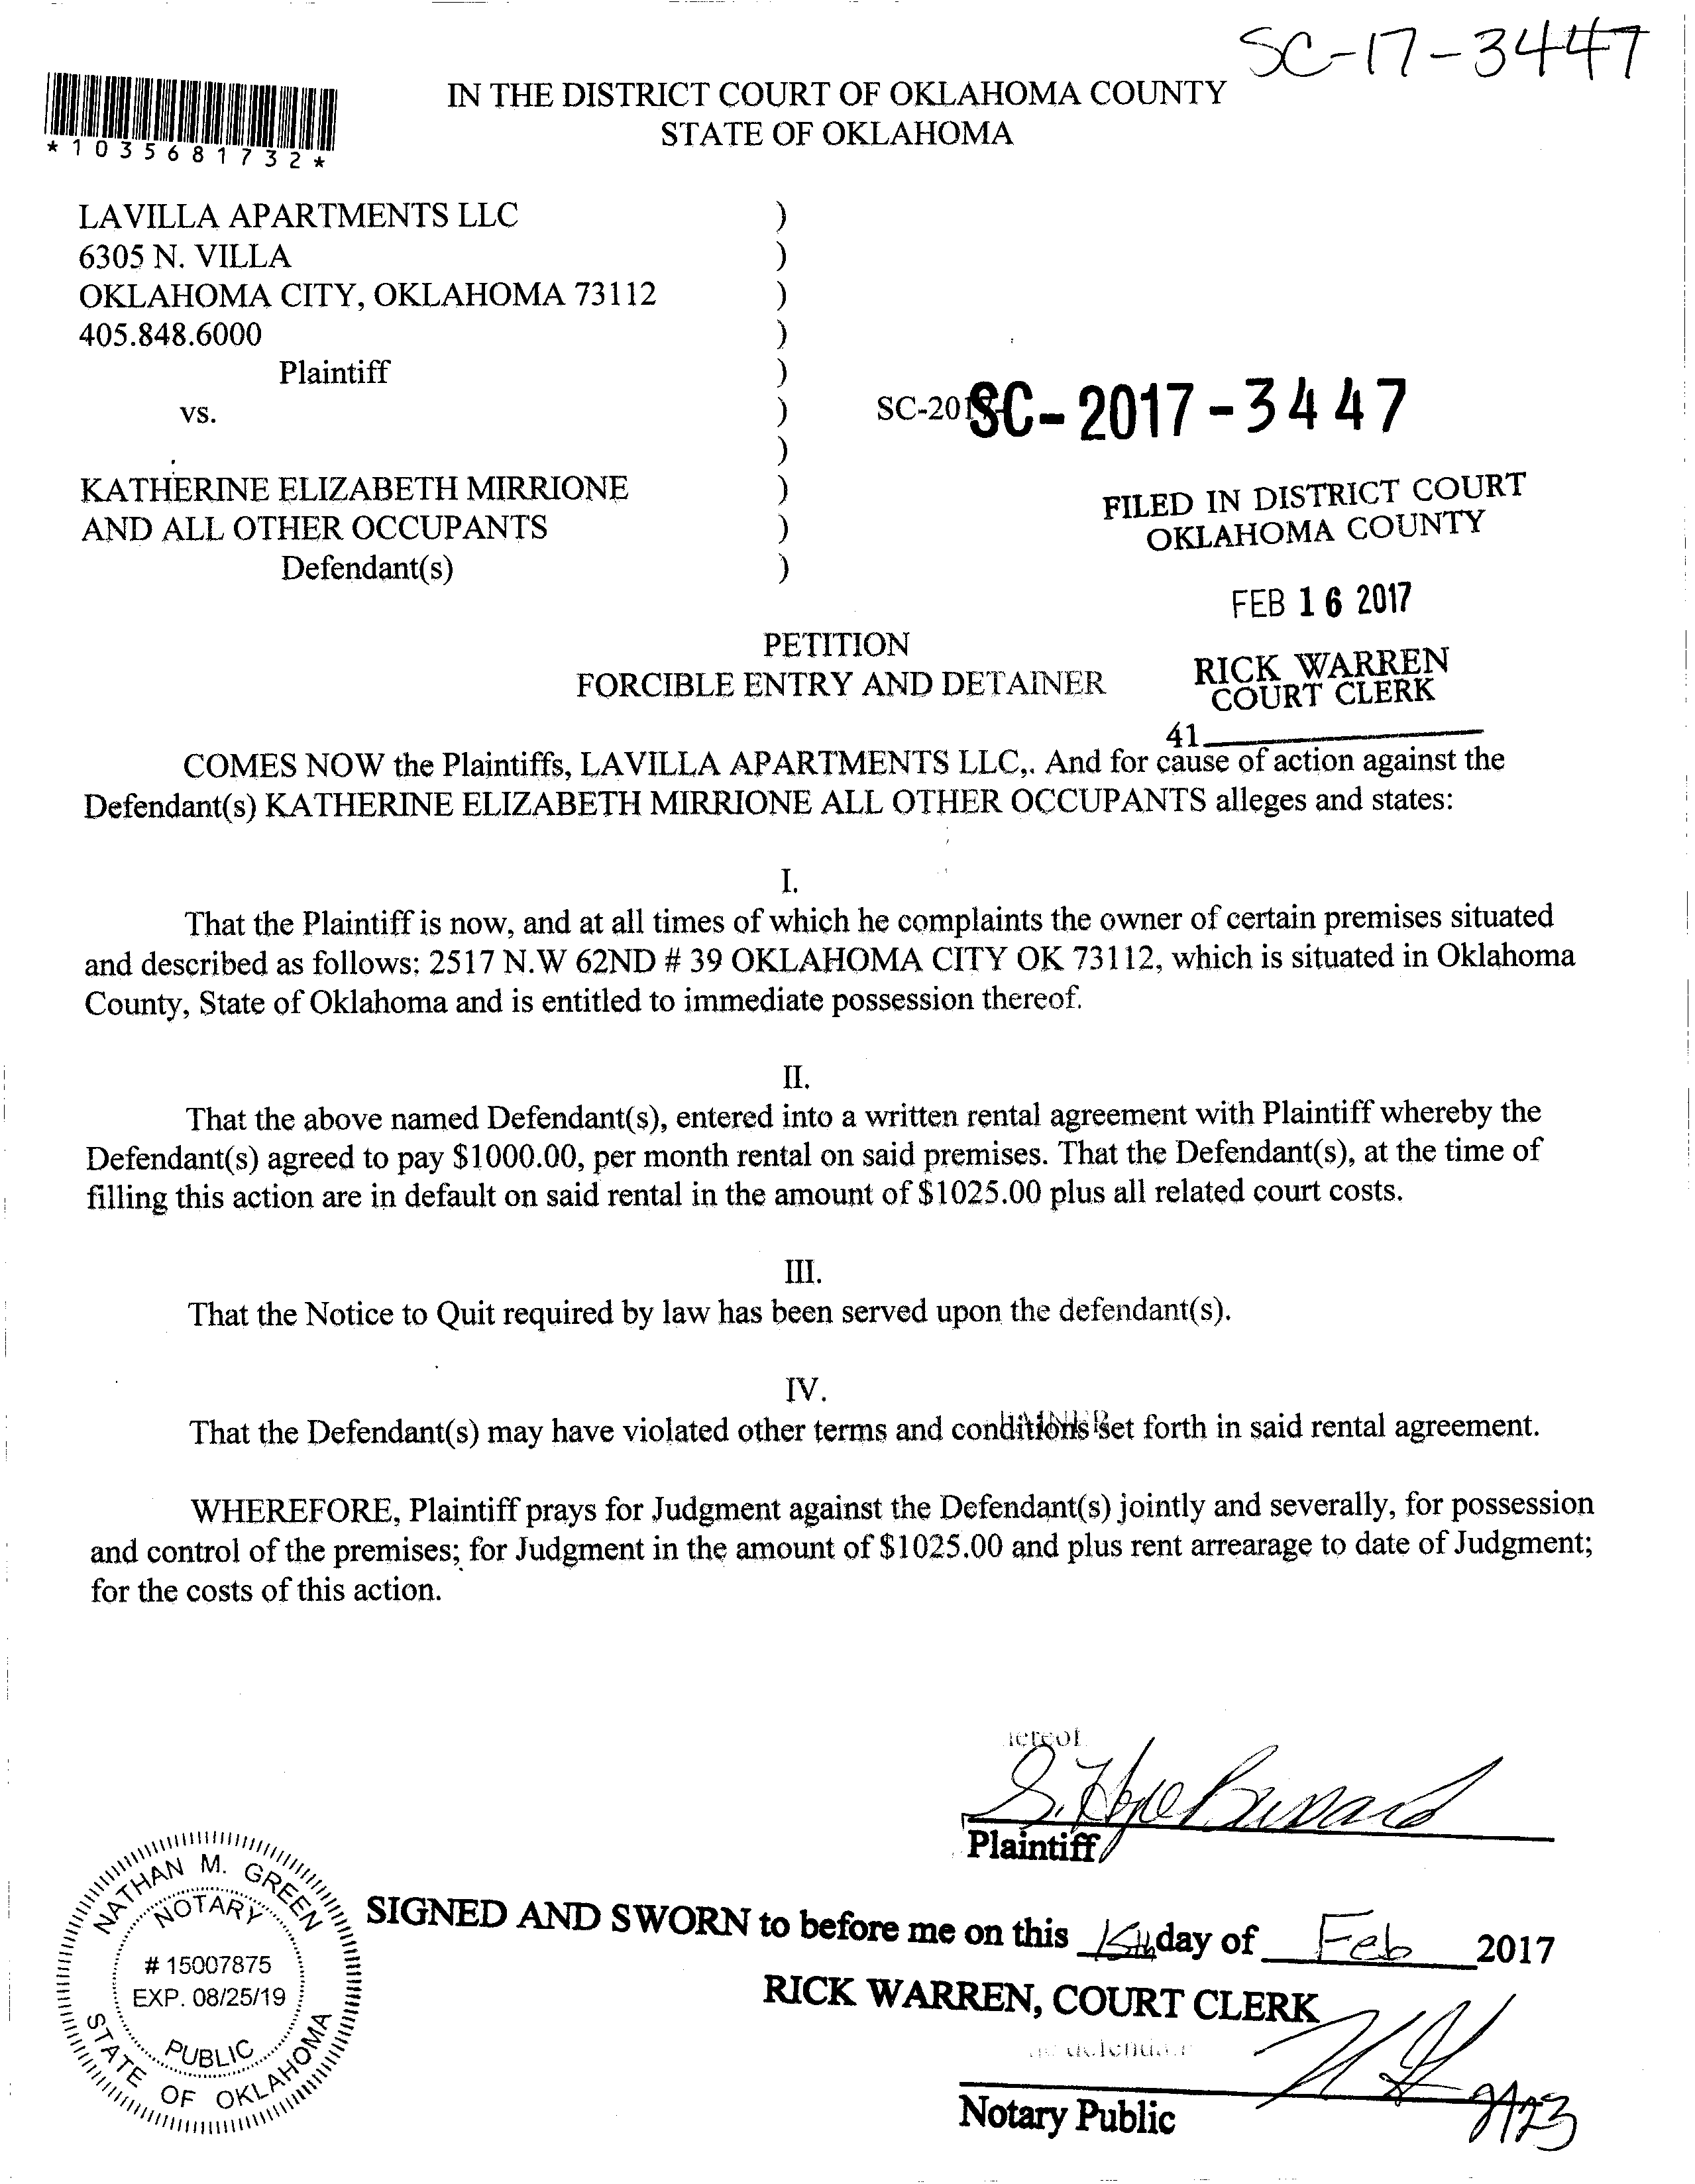 SC-17-3447
IN THE DISTRICT COURT OF OKLAHOMA COUNTY
STATE OF OKLAHOMA
*1035681732*
LAVILLA APARTMENTS LLC )
6305 N. VILLA )
OKLAHOMA CITY, OKLAHOMA 73112 )
405.848.6000 )
Plaintiff )
vs. ) SC-201 SC-2017-3447
)
KATHERINE ELIZABETH MIRRIONE )
AND ALL OTHER OCCUPANTS )
Defendant(s) )
FILED IN DISTRICT COURT
OKLAHOMA COUNTY
FEB 16 2017
PETITION
FORCIBLE ENTRY AND DETAINER
RICK WARREN
COURT CLERK
41
COMES NOW the Plaintiffs, LAVILLA APARTMENTS LLC,. And for cause of action against the
Defendant(s) KATHERINE ELIZABETH MIRRIONE ALL OTHER OCCUPANTS alleges and states:
I.
That the Plaintiff is now, and at all times of which he complaints the owner of certain premises situated
and described as follows: 2517 N.W 62ND # 39 OKLAHOMA CITY OK 73112, which is situated in Oklahoma
County, State of Oklahoma and is entitled to immediate possession thereof.
II.
That the above named Defendant(s), entered into a written rental agreement with Plaintiff whereby the
Defendant(s) agreed to pay $1000.00, per month rental on said premises. That the Defendant(s), at the time of
filling this action are in default on said rental in the amount of $1025.00 plus all related court costs.
III.
That the Notice to Quit required by law has been served upon the defendant(s).
IV.
That the Defendant(s) may have violated other terms and conditions set forth in said rental agreement.
WHEREFORE, Plaintiff prays for Judgment against the Defendant(s) jointly and severally, for possession
and control of the premises; for Judgment in the amount of $1025.00 and plus rent arrearage to date of Judgment;
for the costs of this action.
S. Hope
Plaintiff
NATHAN M. GREEN
NOTARY
# 15007875
EXP. 08/25/19
PUBLIC
STATE OF OKLAHOMA
SIGNED AND SWORN to before me on this 15th day of Feb 2017
RICK WARREN, COURT CLERK
Notary Public